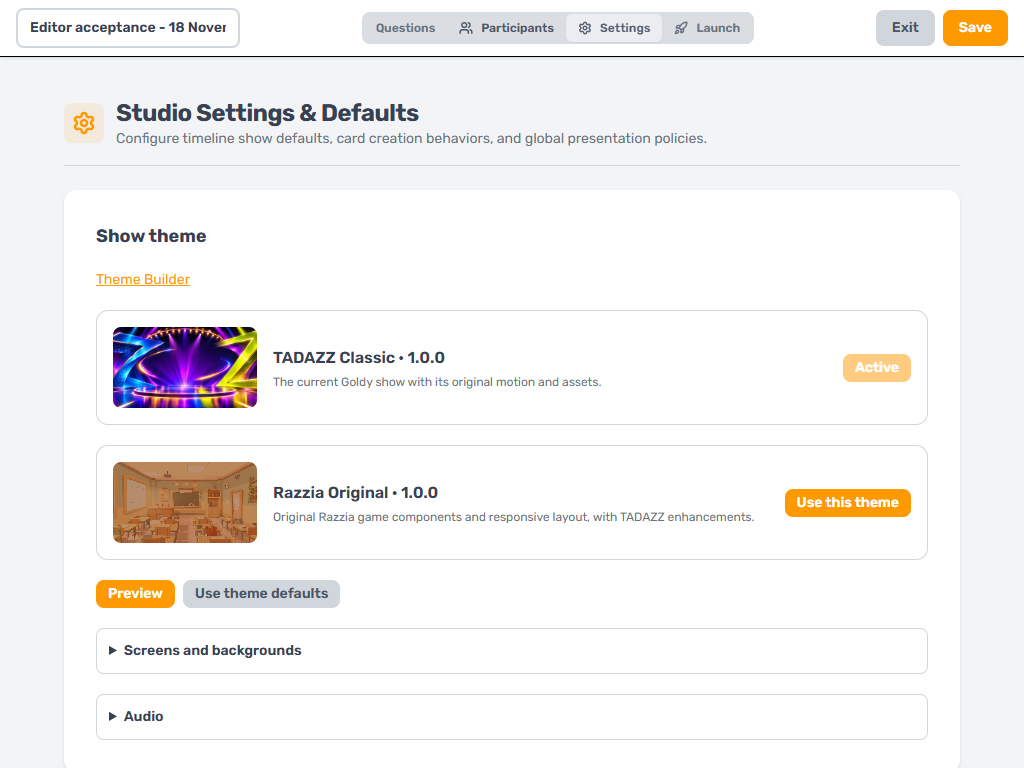 Editor acceptance - 18 Nover
Questions
Participants
Settings
Launch
Exit
Save
Studio Settings & Defaults
Configure timeline show defaults, card creation behaviors, and global presentation policies.
Show theme
Theme Builder
TADAZZ Classic • 1.0.0
The current Goldy show with its original motion and assets.
Active
Razzia Original • 1.0.0
Original Razzia game components and responsive layout, with TADAZZ enhancements.
Use this theme
Preview
Use theme defaults
Screens and backgrounds
Audio